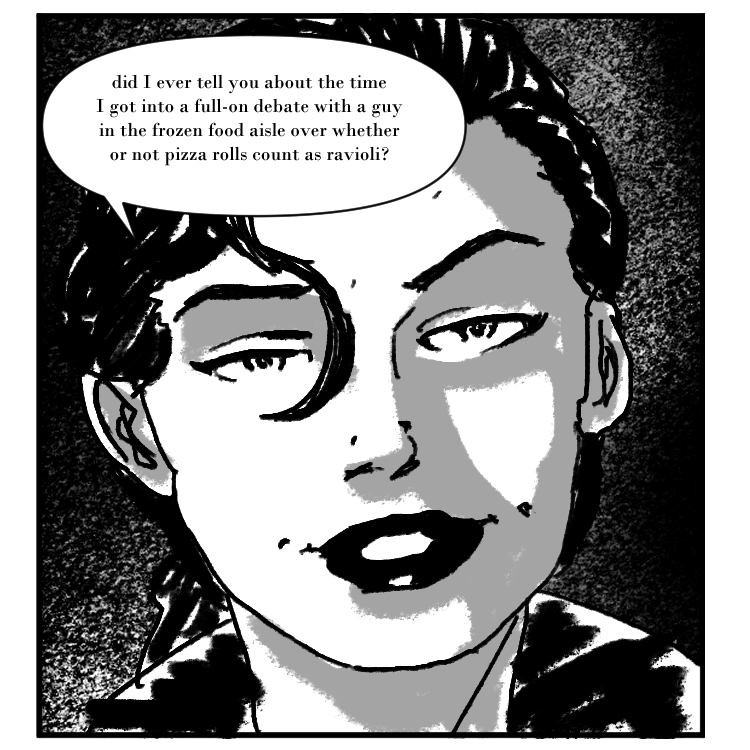 did I ever tell you about the time
I got into a full-on debate with a guy
in the frozen food aisle over whether
or not pizza rolls count as ravioli?